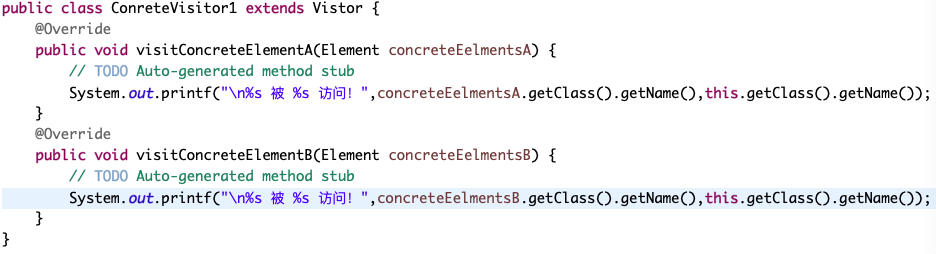 public class ConreteVisitor1 extends Vistor {
    @Override
    public void visitConcreteElementA(Element concreteEelmentsA) {
        // TODO Auto-generated method stub
        System.out.printf("\n%s 被 %s 访问! ",concreteEelmentsA.getClass().getName(),this.getClass().getName());
    }
    @Override
    public void visitConcreteElementB(Element concreteEelmentsB) {
        // TODO Auto-generated method stub
        System.out.printf("\n%s 被 %s 访问! ",concreteEelmentsB.getClass().getName(),this.getClass().getName());
    }
}